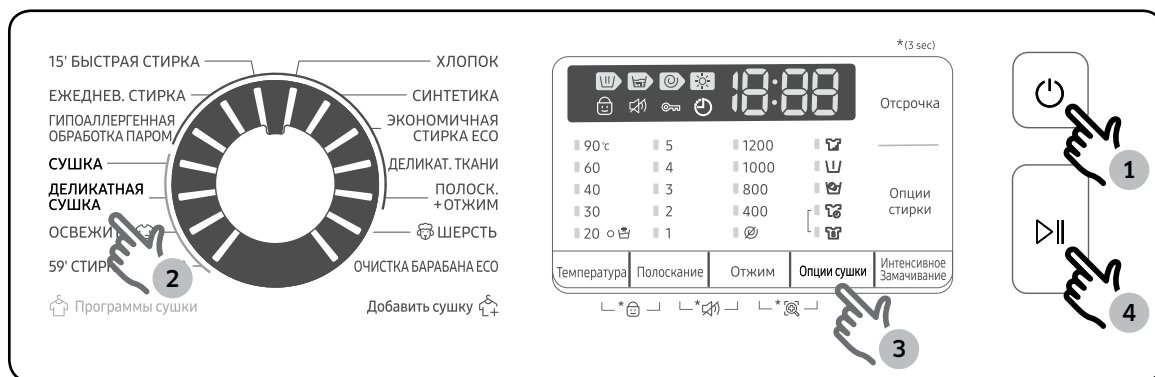 15' БЫСТРАЯ СТИРКА
ЕЖЕДНЕВ. СТИРКА
ГИПОАЛЛЕРГЕННАЯ
ОБРАБОТКА ПАРОМ
СУШКА
ДЕЛИКАТНАЯ
СУШКА
ОСВЕЖИ
59' СТИР
Программы сушки
ХЛОПОК
СИНТЕТИКА
ЭКОНОМИЧНАЯ
СТИРКА ECO
ДЕЛИКАТ. ТКАНИ
ПОЛОСК.
+ОТЖИМ
ШЕРСТЬ
ОЧИСТКА БАРАБАНА ECO
Добавить сушку
2
*(3 sec)
18:88
Отсрочка
90℃ 5 1200
60 4 1000
40 3 800
30 2 400
20 1
Опции
стирки
Температура Полоскание Отжим Опции сушки Интенсивное
Замачивание
* * *
3
1
4